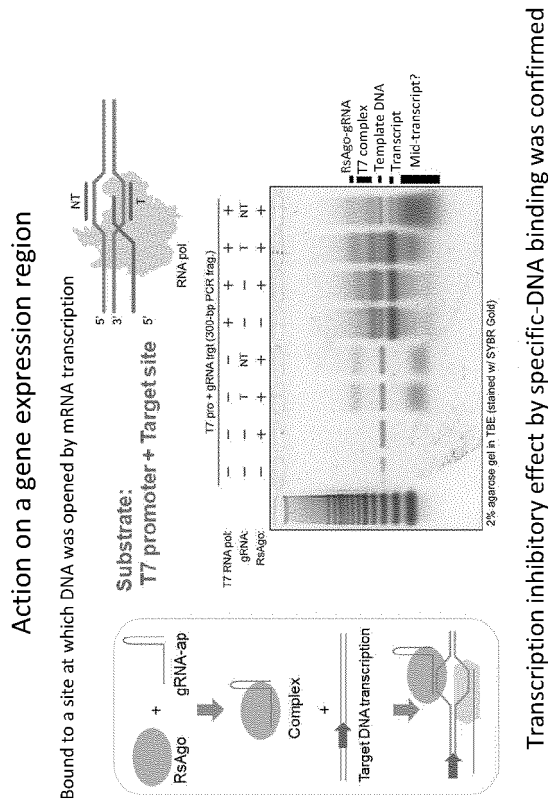 Action on a gene expression region
Bound to a site at which DNA was opened by mRNA transcription
RsAgo
+
gRNA-ap
Complex
+
Target DNA transcription
Substrate:
T7 promoter + Target site
5'
3'
5'
NT
T
RNA pol
T7 pro + gRNA frgt (300-bp PCR frag.)
T7 RNA pol: − − − − + + + +
gRNA: − − T NT − − T NT
RsAgo: − + + + − + + +
RsAgo-gRNA
T7 complex
Template DNA
Transcript
Mid-transcript?
2% agarose gel in TBE (stained w/ SYBR Gold)
Transcription inhibitory effect by specific-DNA binding was confirmed